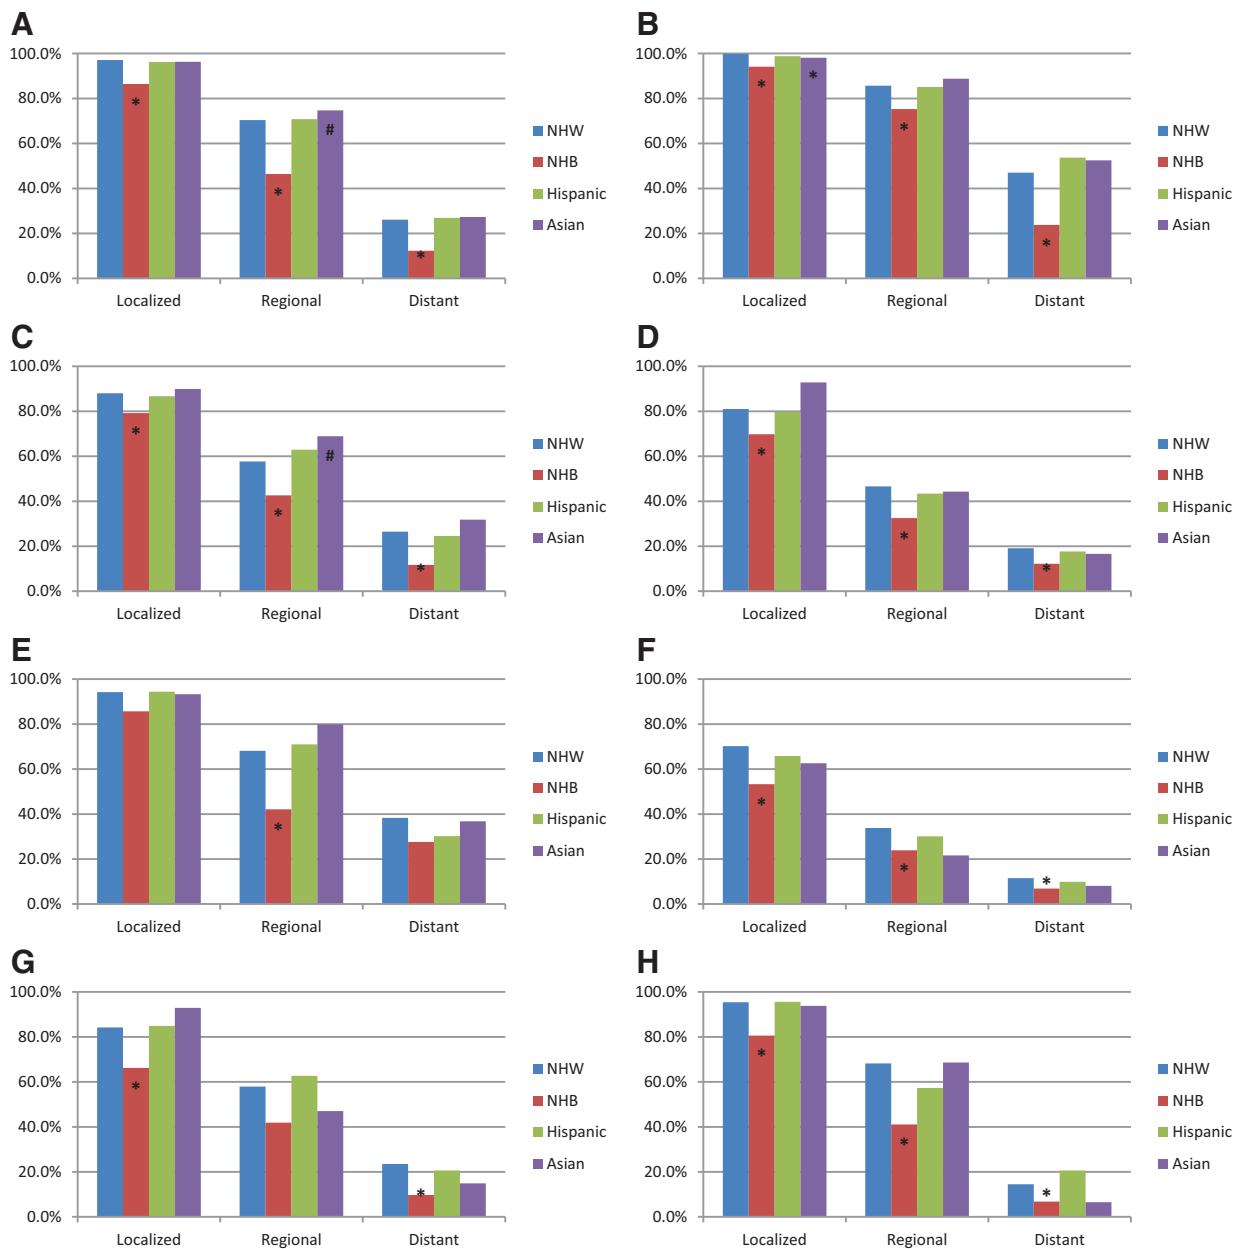 A
100.0%
80.0%
60.0%
40.0%
20.0%
0.0%
*
*
#
*
Localized Regional Distant
NHW
NHB
Hispanic
Asian
B
100.0%
80.0%
60.0%
40.0%
20.0%
0.0%
*
*
*
*
Localized Regional Distant
NHW
NHB
Hispanic
Asian
C
100.0%
80.0%
60.0%
40.0%
20.0%
0.0%
*
*
#
*
Localized Regional Distant
NHW
NHB
Hispanic
Asian
D
100.0%
80.0%
60.0%
40.0%
20.0%
0.0%
*
*
*
Localized Regional Distant
NHW
NHB
Hispanic
Asian
E
100.0%
80.0%
60.0%
40.0%
20.0%
0.0%
*
Localized Regional Distant
NHW
NHB
Hispanic
Asian
F
100.0%
80.0%
60.0%
40.0%
20.0%
0.0%
*
*
*
Localized Regional Distant
NHW
NHB
Hispanic
Asian
G
100.0%
80.0%
60.0%
40.0%
20.0%
0.0%
*
*
Localized Regional Distant
NHW
NHB
Hispanic
Asian
H
100.0%
80.0%
60.0%
40.0%
20.0%
0.0%
*
*
*
Localized Regional Distant
NHW
NHB
Hispanic
Asian